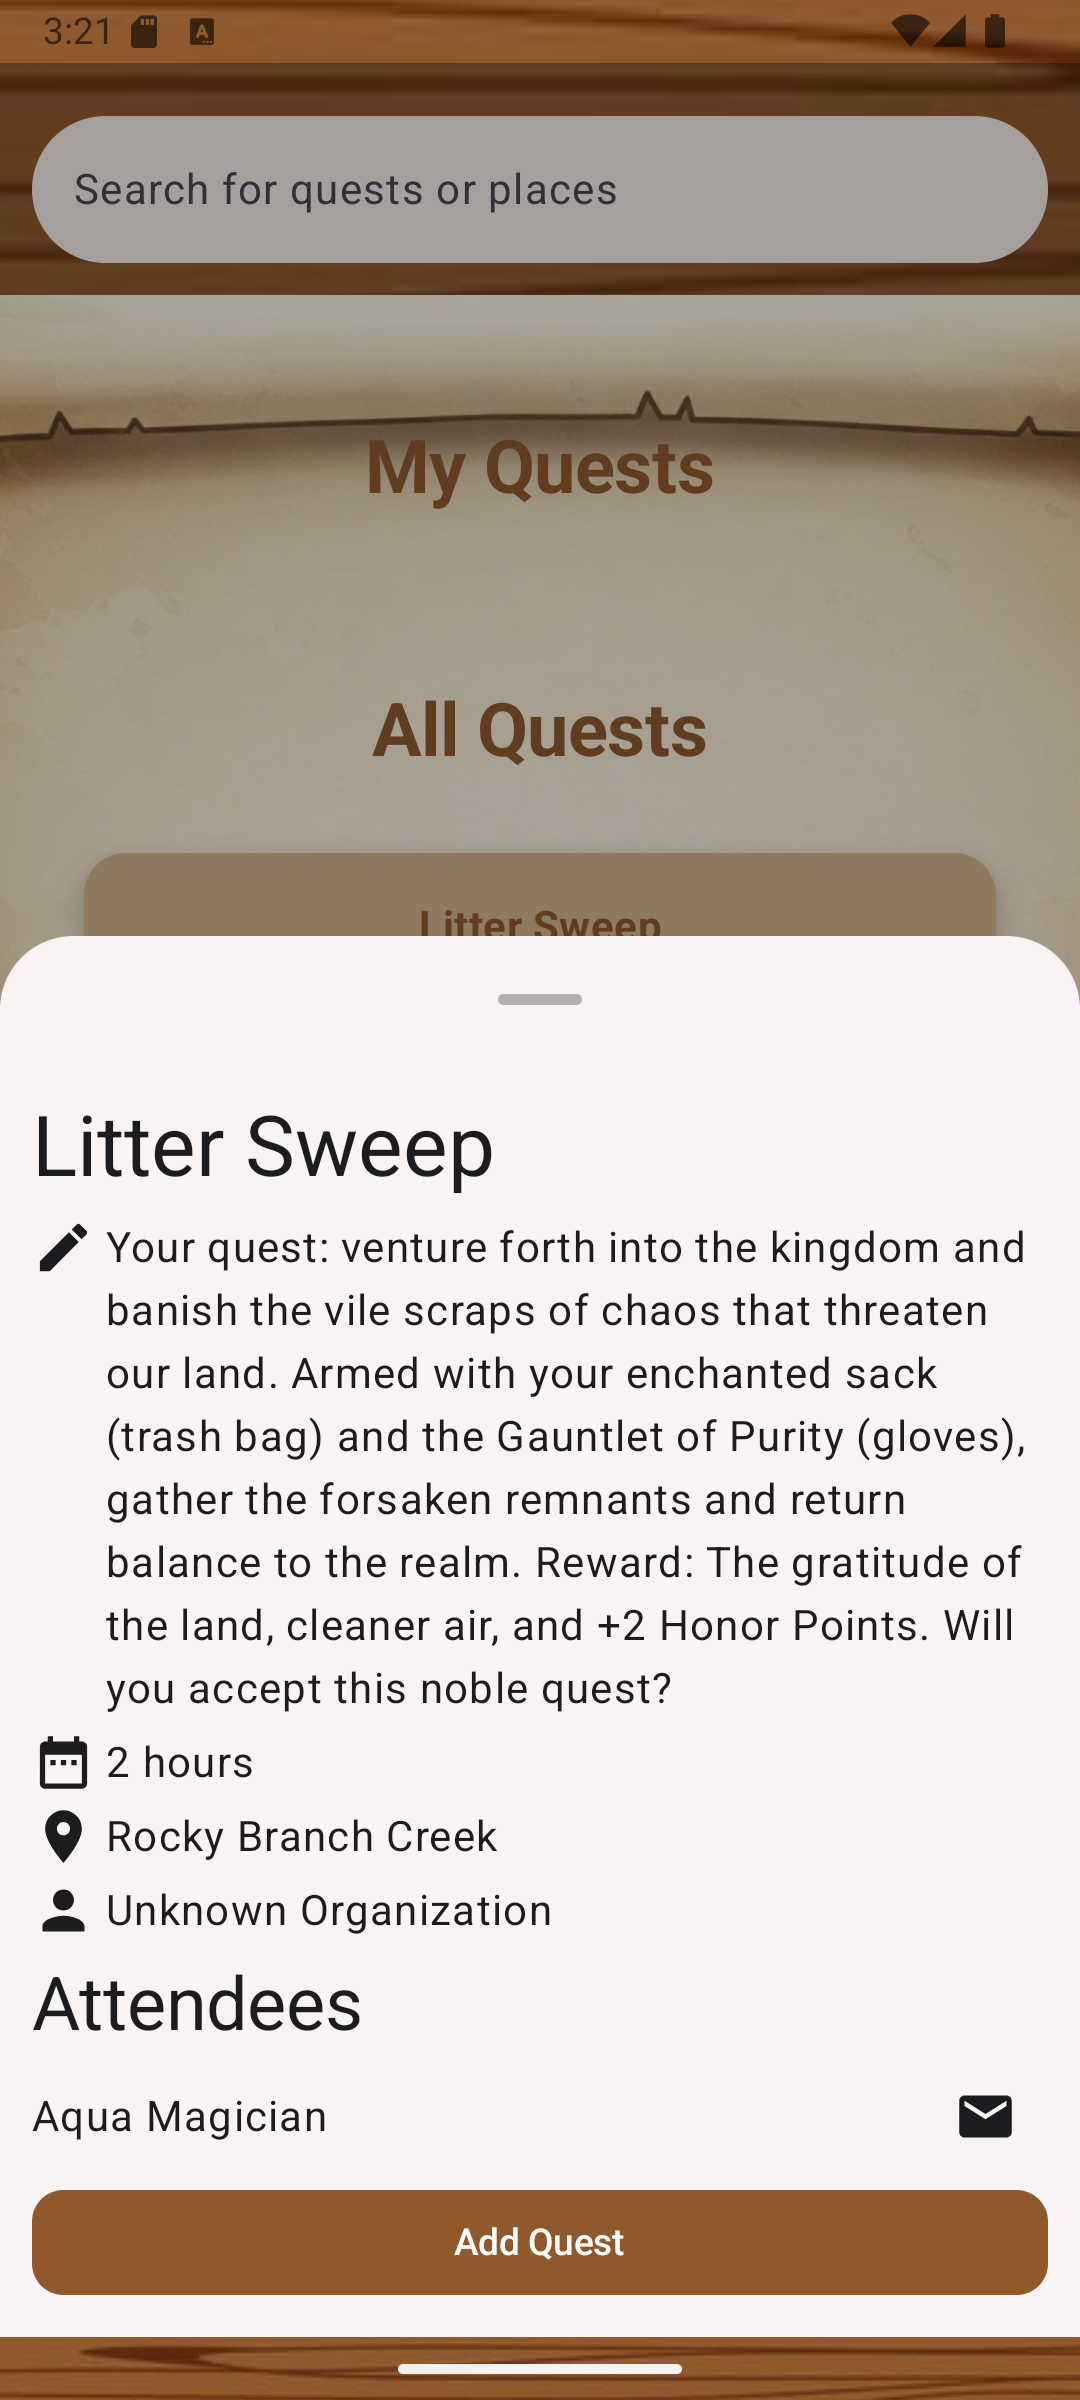 3:21
Search for quests or places
My Quests
All Quests
Litter Sweep
Litter Sweep
Your quest: venture forth into the kingdom and
banish the vile scraps of chaos that threaten
our land. Armed with your enchanted sack
(trash bag) and the Gauntlet of Purity (gloves),
gather the forsaken remnants and return
balance to the realm. Reward: The gratitude of
the land, cleaner air, and +2 Honor Points. Will
you accept this noble quest?
2 hours
Rocky Branch Creek
Unknown Organization
Attendees
Aqua Magician
Add Quest